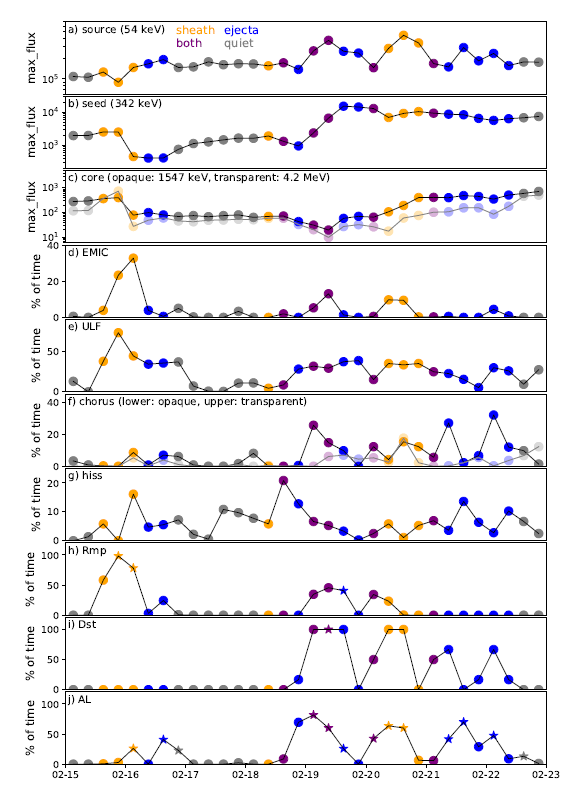 a) source (54 keV) sheath ejecta
both quiet
max_flux
10^5
b) seed (342 keV)
max_flux
10^4
10^3
c) core (opaque: 1547 keV, transparent: 4.2 MeV)
max_flux
10^3
10^2
10^1
d) EMIC
% of time
40
20
0
e) ULF
% of time
50
0
f) chorus (lower: opaque, upper: transparent)
% of time
40
20
0
g) hiss
% of time
20
10
0
h) Rmp
% of time
100
50
0
i) Dst
% of time
100
50
0
j) AL
% of time
100
50
0
02-15 02-16 02-17 02-18 02-19 02-20 02-21 02-22 02-23